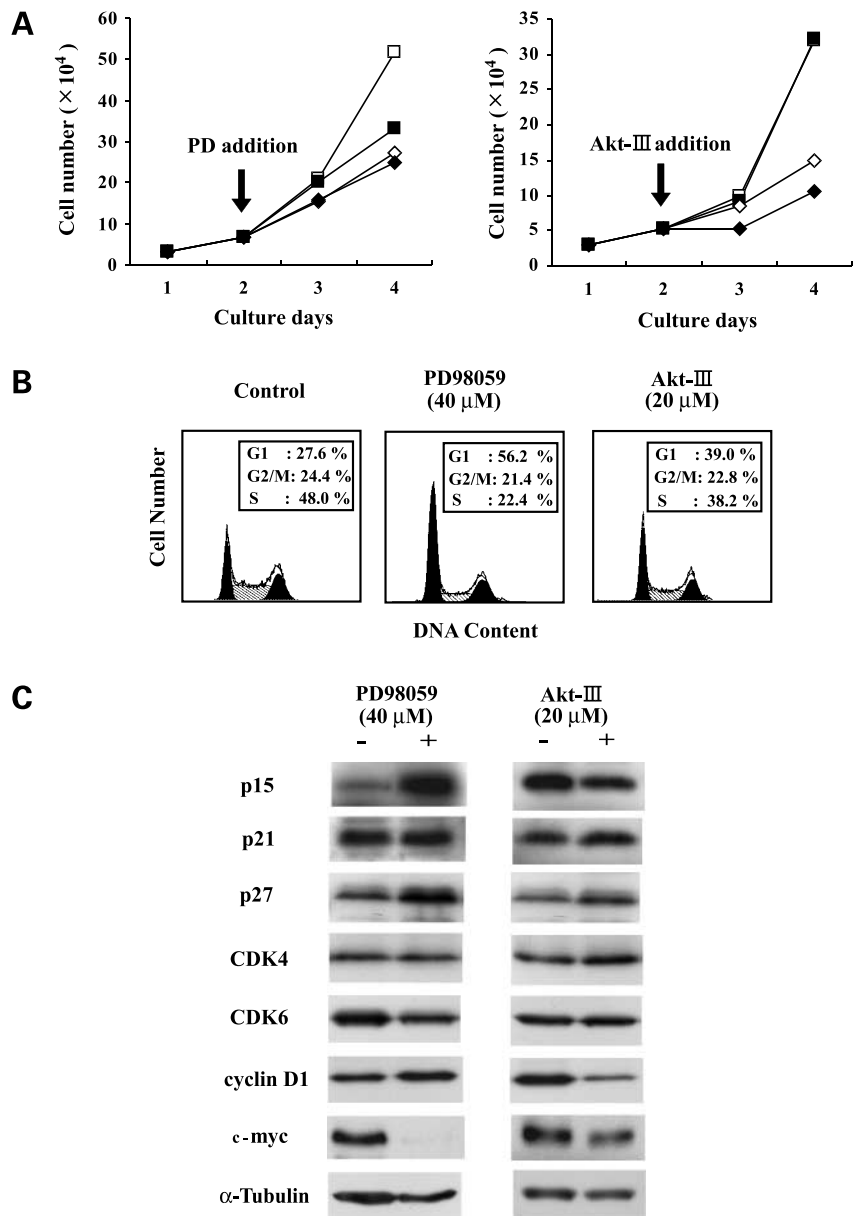 A
Cell number (×10⁴)
60
50
40
30
20
10
0
PD addition
1 2 3 4
Culture days
Cell number (×10⁴)
35
30
25
20
15
10
5
0
Akt-Ⅲ addition
1 2 3 4
Culture days
B
Control
PD98059
(40 μM)
Akt-Ⅲ
(20 μM)
Cell Number
G1 : 27.6 %
G2/M: 24.4 %
S : 48.0 %
G1 : 56.2 %
G2/M: 21.4 %
S : 22.4 %
G1 : 39.0 %
G2/M: 22.8 %
S : 38.2 %
DNA Content
C
PD98059
(40 μM)
- +
Akt-Ⅲ
(20 μM)
- +
p15
p21
p27
CDK4
CDK6
cyclin D1
c-myc
α-Tubulin